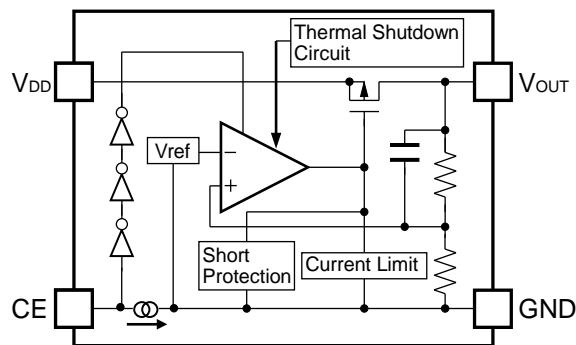 Thermal Shutdown
Circuit
VDD
VOUT
Vref
−
+
Short
Protection
Current Limit
CE
GND